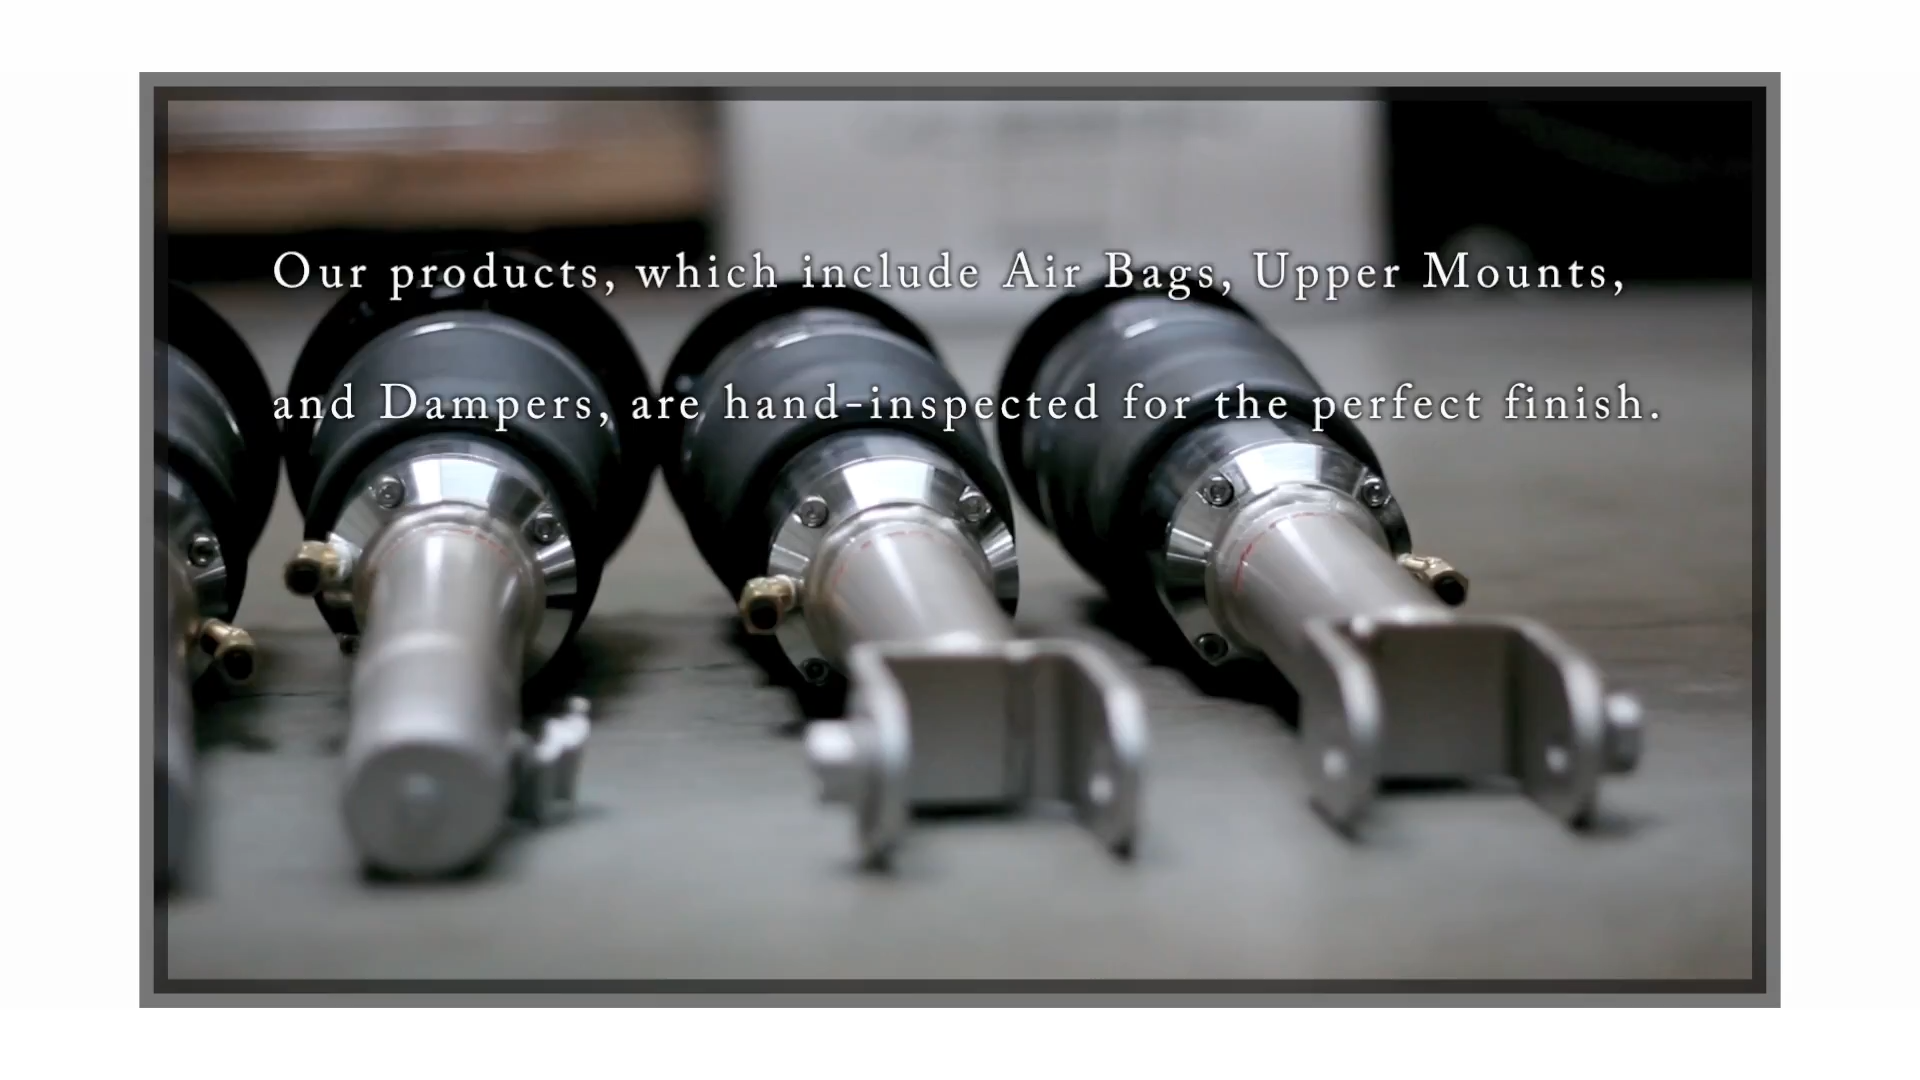 Our products, which include Air Bags, Upper Mounts,
and Dampers, are hand-inspected for the perfect finish.